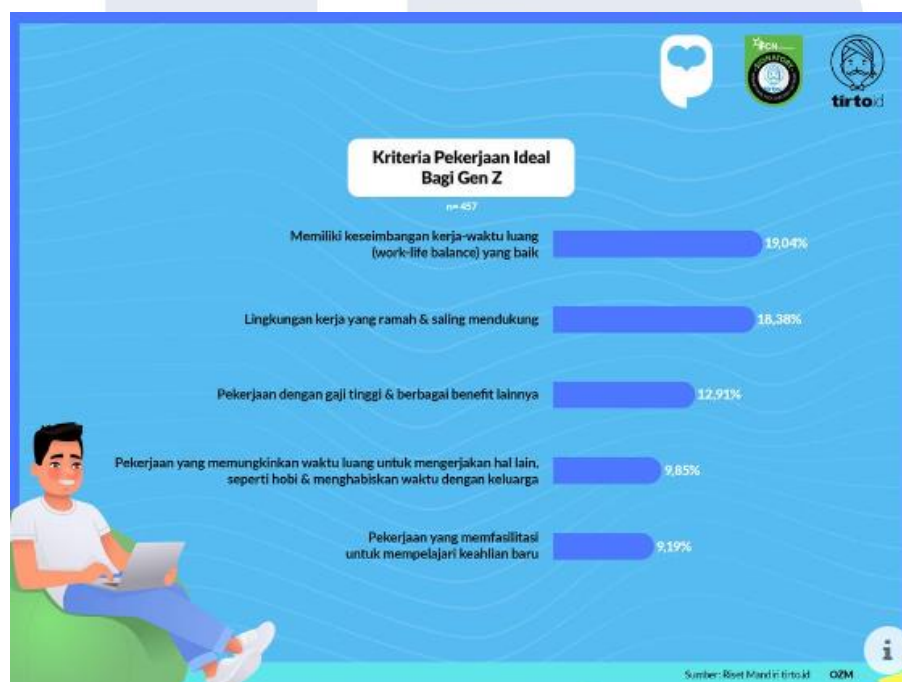 IFCN
SIGNATORY
tirto.id
Kriteria Pekerjaan Ideal
Bagi Gen Z
n= 457
Memiliki keseimbangan kerja-waktu luang
(work-life balance) yang baik
19,04%
Lingkungan kerja yang ramah & saling mendukung
18,38%
Pekerjaan dengan gaji tinggi & berbagai benefit lainnya
12,91%
Pekerjaan yang memungkinkan waktu luang untuk mengerjakan hal lain,
seperti hobi & menghabiskan waktu dengan keluarga
9,85%
Pekerjaan yang memfasilitasi
untuk mempelajari keahlian baru
9,19%
i
Sumber: Riset Mandiri tirto.id OZM